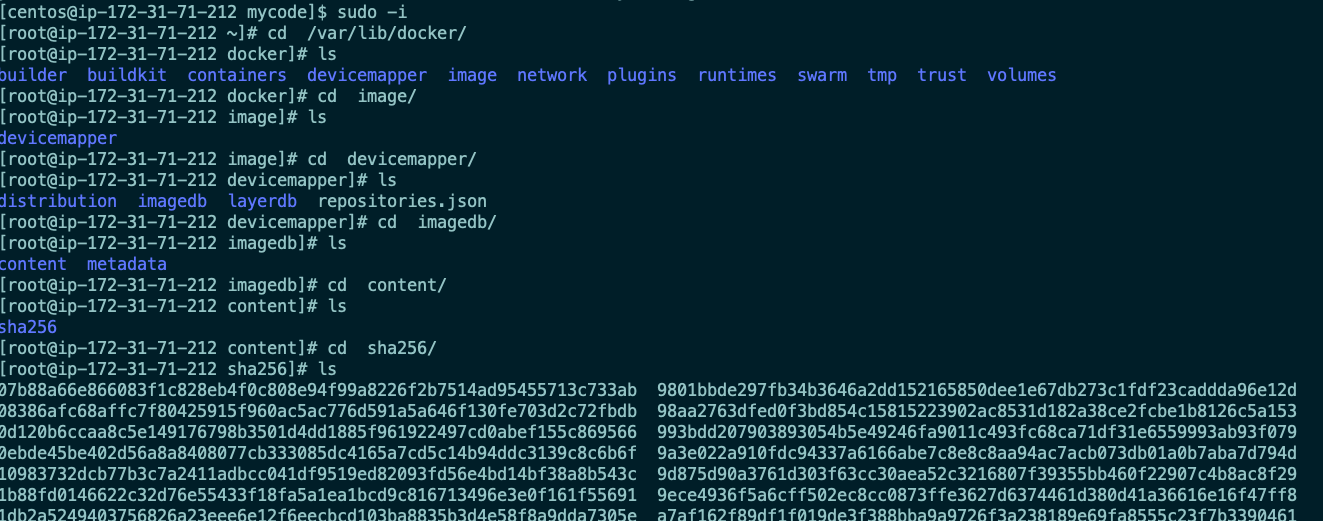 [centos@ip-172-31-71-212 mycode]$ sudo -i
[root@ip-172-31-71-212 ~]# cd  /var/lib/docker/
[root@ip-172-31-71-212 docker]# ls
builder  buildkit  containers  devicemapper  image  network  plugins  runtimes  swarm  tmp  trust  volumes
[root@ip-172-31-71-212 docker]# cd  image/
[root@ip-172-31-71-212 image]# ls
devicemapper
[root@ip-172-31-71-212 image]# cd  devicemapper/
[root@ip-172-31-71-212 devicemapper]# ls
distribution  imagedb  layerdb  repositories.json
[root@ip-172-31-71-212 devicemapper]# cd  imagedb/
[root@ip-172-31-71-212 imagedb]# ls
content  metadata
[root@ip-172-31-71-212 imagedb]# cd  content/
[root@ip-172-31-71-212 content]# ls
sha256
[root@ip-172-31-71-212 content]# cd  sha256/
[root@ip-172-31-71-212 sha256]# ls
07b88a66e866083f1c828eb4f0c808e94f99a8226f2b7514ad95455713c733ab  9801bbde297fb34b3646a2dd152165850dee1e67db273c1fdf23caddda96e12d
08386afc68affc7f80425915f960ac5ac776d591a5a646f130fe703d2c72fbdb  98aa2763dfed0f3bd854c15815223902ac8531d182a38ce2fcbe1b8126c5a153
0d120b6ccaa8c5e149176798b3501d4dd1885f961922497cd0abef155c869566  993bdd207903893054b5e49246fa9011c493fc68ca71df31e6559993ab93f079
0ebde45be402d56a8a8408077cb333085dc4165a7cd5c14b94ddc3139c8c6b6f  9a3e022a910fdc94337a6166abe7c8e8c8aa94ac7acb073db01a0b7aba7d794d
10983732dcb77b3c7a2411adbcc041df9519ed82093fd56e4bd14bf38a8b543c  9d875d90a3761d303f63cc30aea52c3216807f39355bb460f22907c4b8ac8f29
1b88fd0146622c32d76e55433f18fa5a1ea1bcd9c816713496e3e0f161f55691  9ece4936f5a6cff502ec8cc0873ffe3627d6374461d380d41a36616e16f47ff8
1db2a5249403756826a23eee6e12f6eecbcd103ba8835b3d4e58f8a9dda7305e  a7af162f89df1f019de3f388bba9a9726f3a238189e69fa8555c23f7b3390461